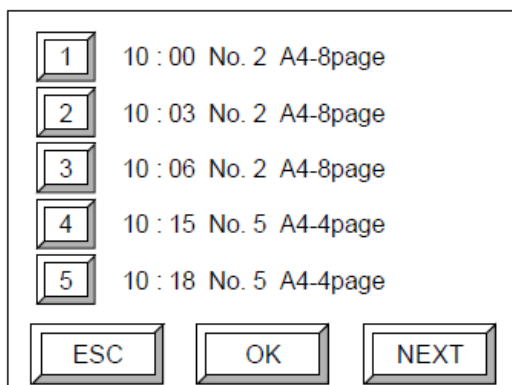 1 10 : 00 No. 2 A4-8page
2 10 : 03 No. 2 A4-8page
3 10 : 06 No. 2 A4-8page
4 10 : 15 No. 5 A4-4page
5 10 : 18 No. 5 A4-4page
ESC OK NEXT